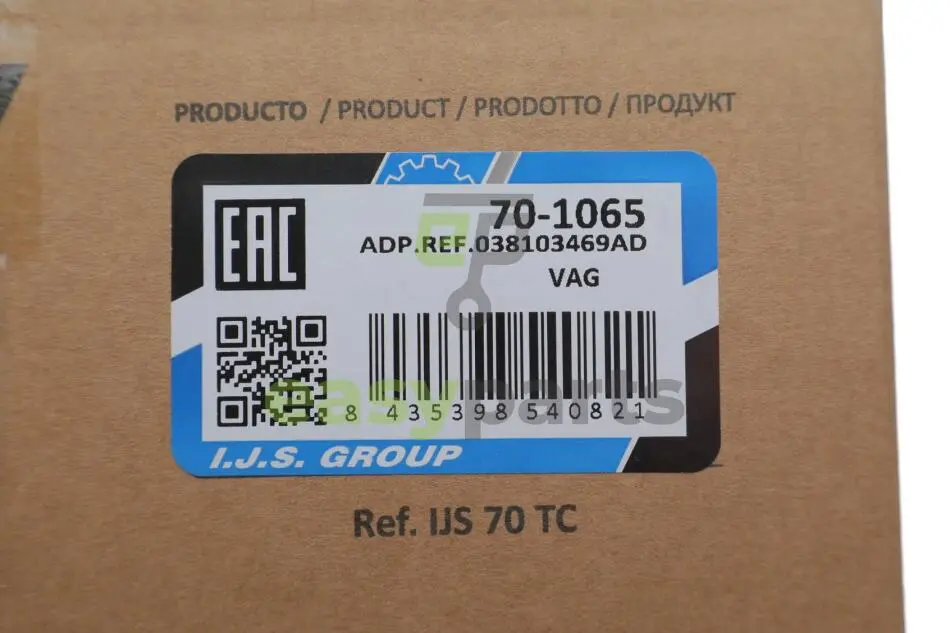 PRODUCTO / PRODUCT / PRODOTTO / ПРОДУКТ
EAC
70-1065
ADP.REF.038103469AD
VAG
8 435398 540821
easyparts
I.J.S. GROUP
Ref. IJS 70 TC